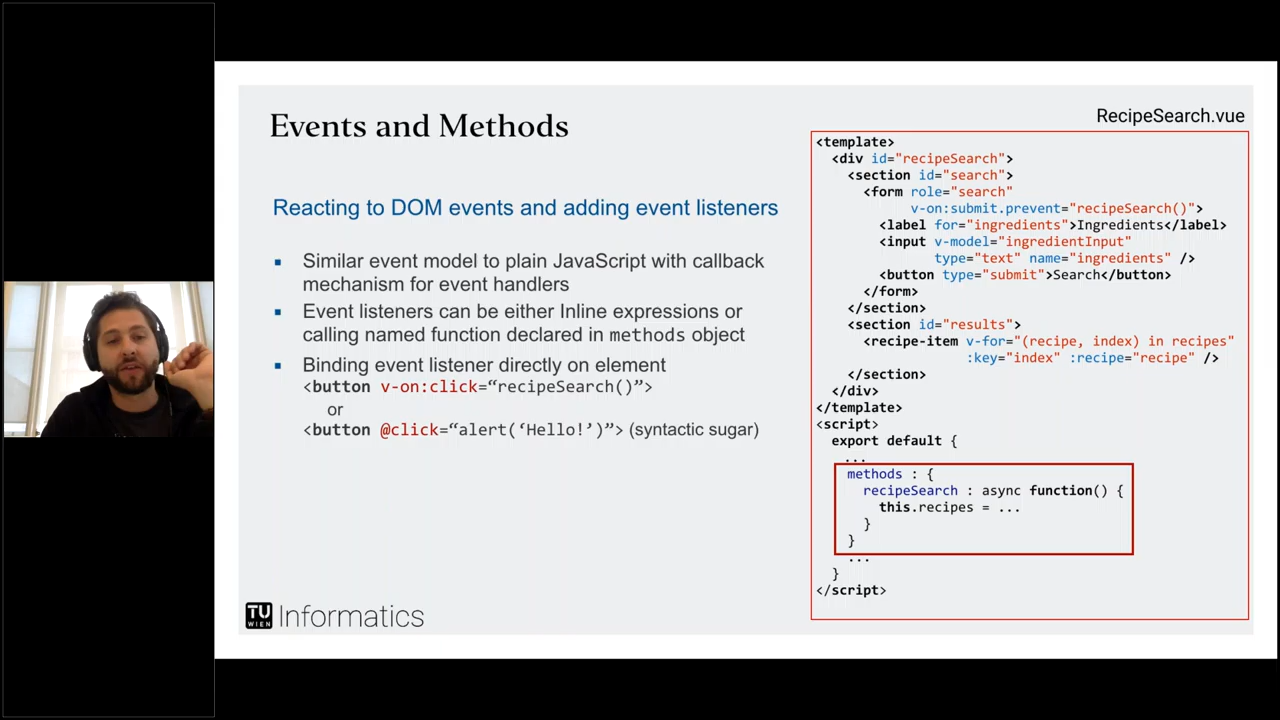 Events and Methods
Reacting to DOM events and adding event listeners
▪ Similar event model to plain JavaScript with callback
mechanism for event handlers
▪ Event listeners can be either Inline expressions or
calling named function declared in methods object
▪ Binding event listener directly on element
<button v-on:click=“recipeSearch()”>
or
<button @click=“alert(‘Hello!’)”> (syntactic sugar)
RecipeSearch.vue
<template>
<div id="recipeSearch">
<section id="search">
<form role="search"
v-on:submit.prevent="recipeSearch()">
<label for="ingredients">Ingredients</label>
<input v-model="ingredientInput"
type="text" name="ingredients" />
<button type="submit">Search</button>
</form>
</section>
<section id="results">
<recipe-item v-for="(recipe, index) in recipes"
:key="index" :recipe="recipe" />
</section>
</div>
</template>
<script>
export default {
...
methods : {
recipeSearch : async function() {
this.recipes = ...
}
}
...
}
</script>
TU
WIEN
Informatics